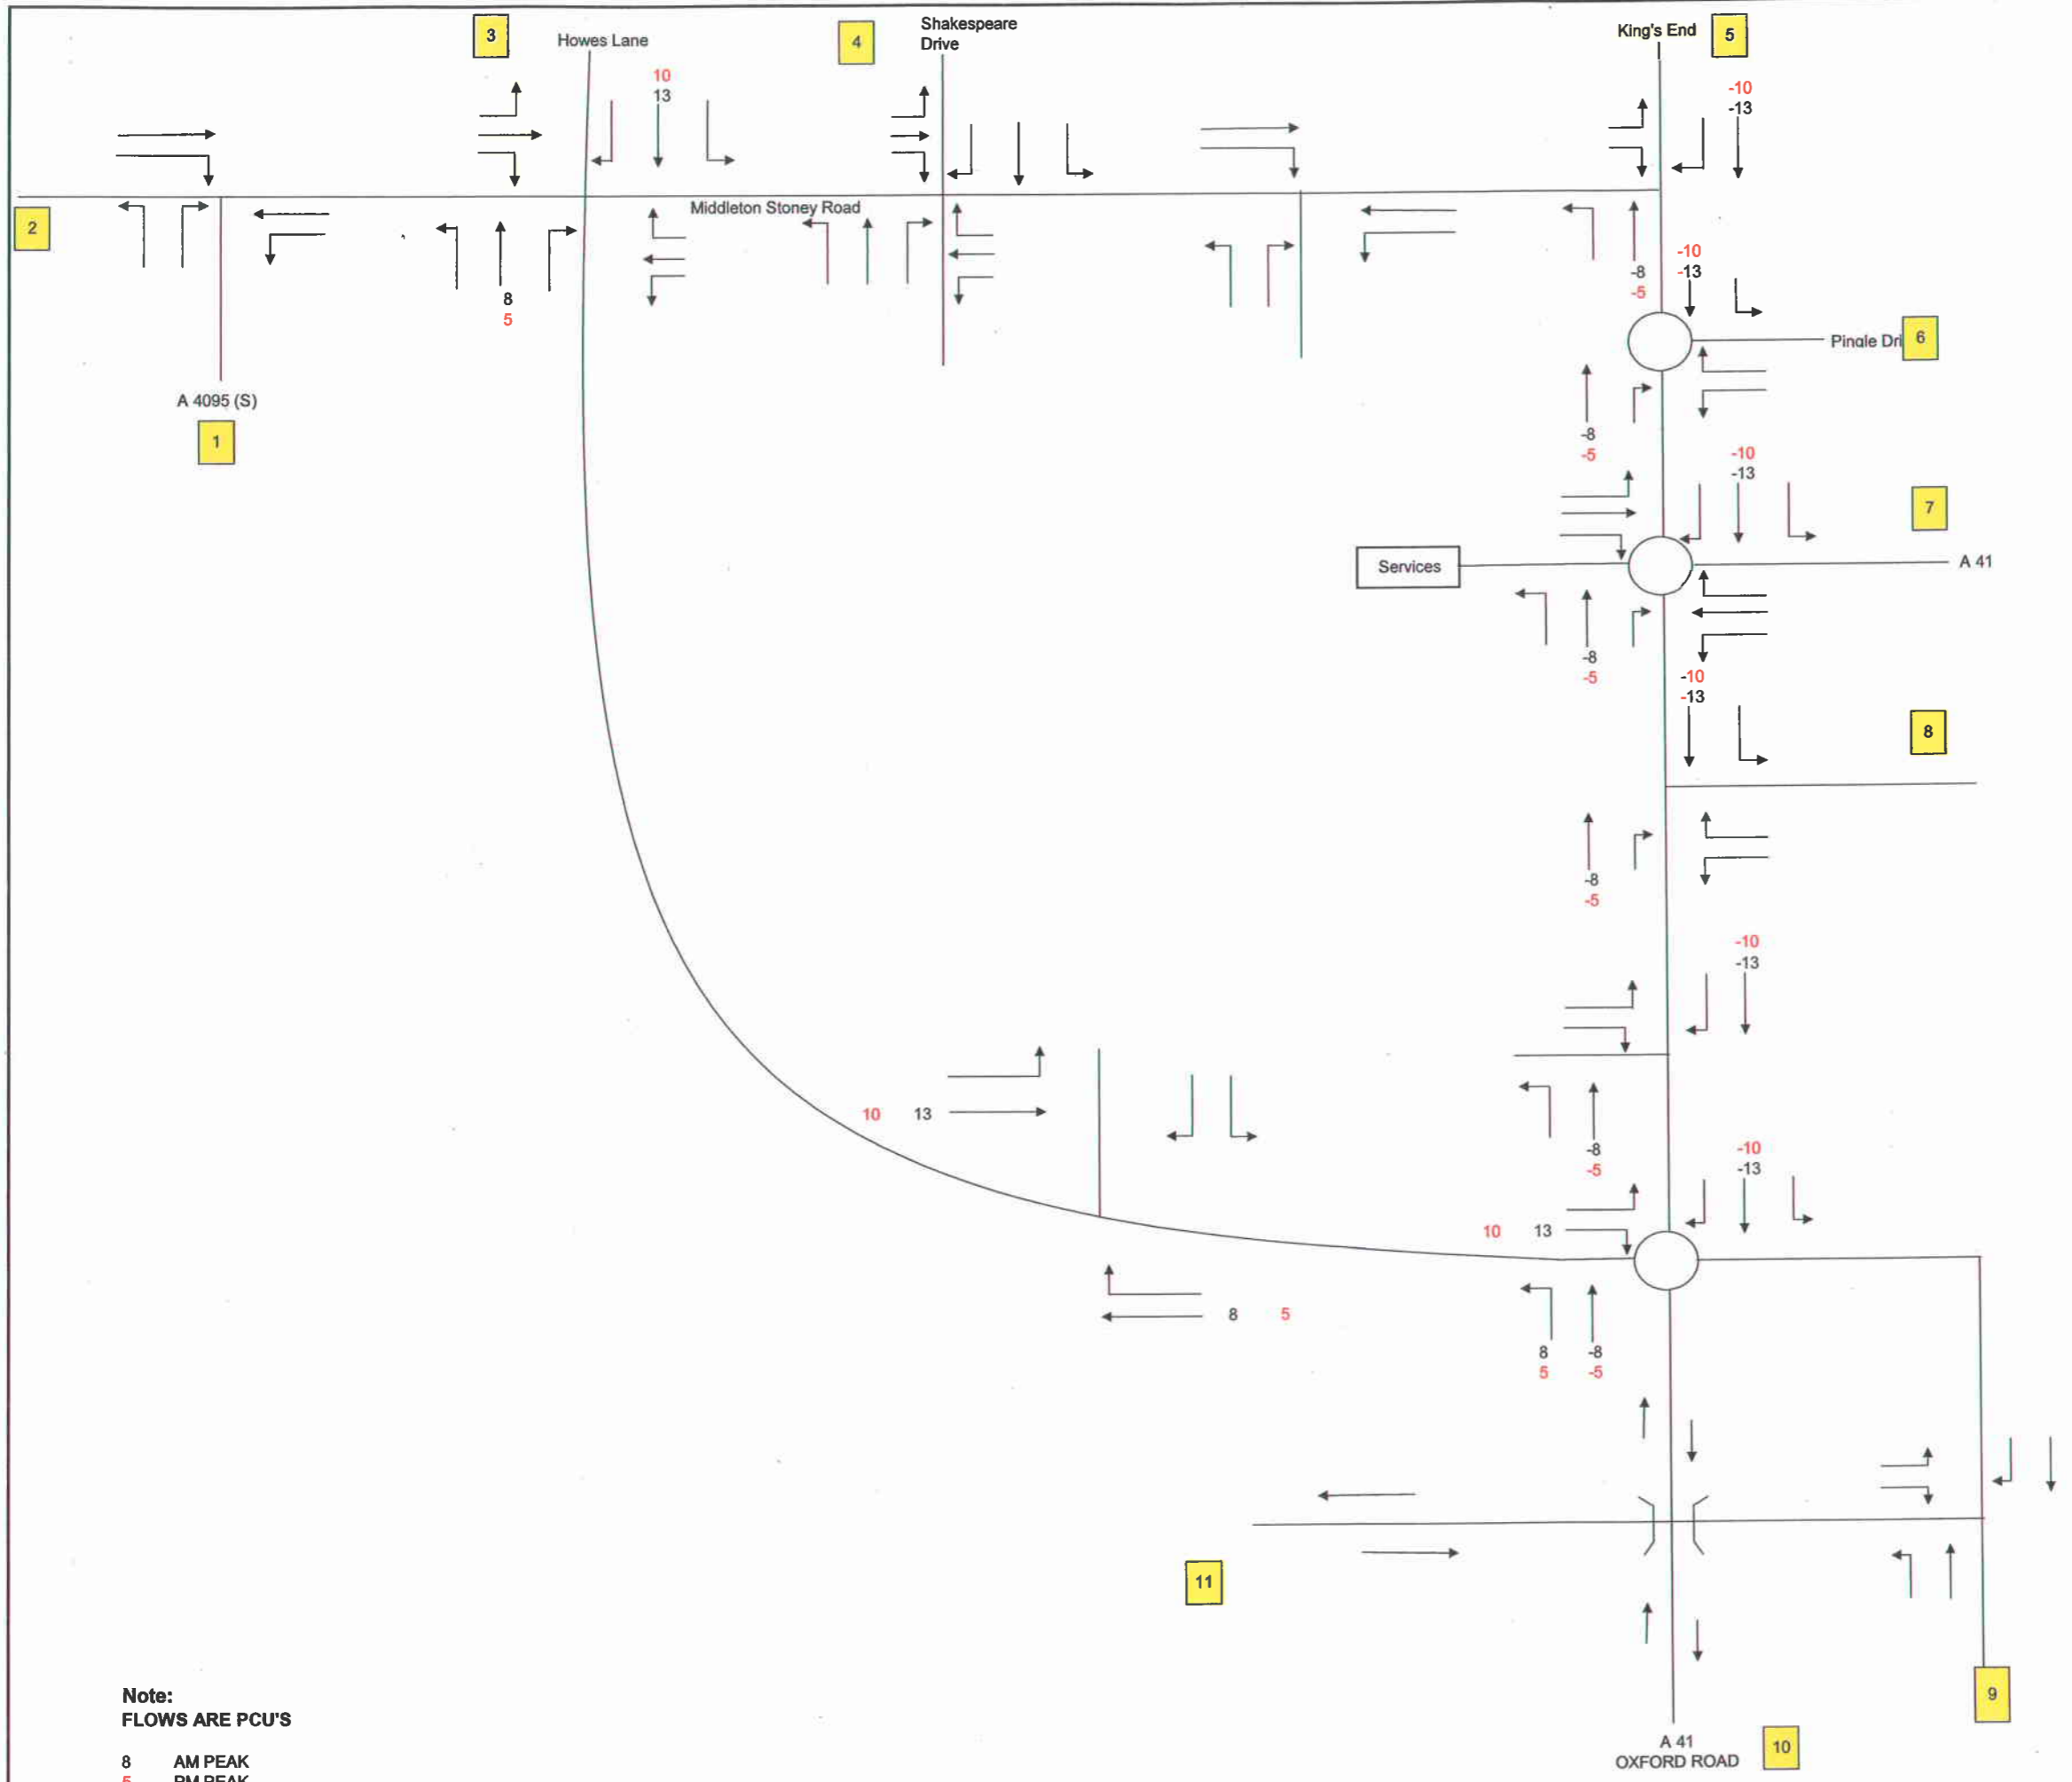 3
Howes Lane
4
Shakespeare
Drive
King's End
5
10
13
-10
-13
2
Middleton Stoney Road
8
5
-8
-5
-10
-13
Pingle Dri
6
A 4095 (S)
1
-8
-5
-10
-13
7
Services
A 41
-8
-5
-10
-13
8
-8
-5
-10
-13
10 13
-8
-5
-10
-13
10 13
8 5
8
5
-8
-5
11
9
Note:
FLOWS ARE PCU'S
8 AM PEAK
5 PM PEAK
A 41
OXFORD ROAD
10